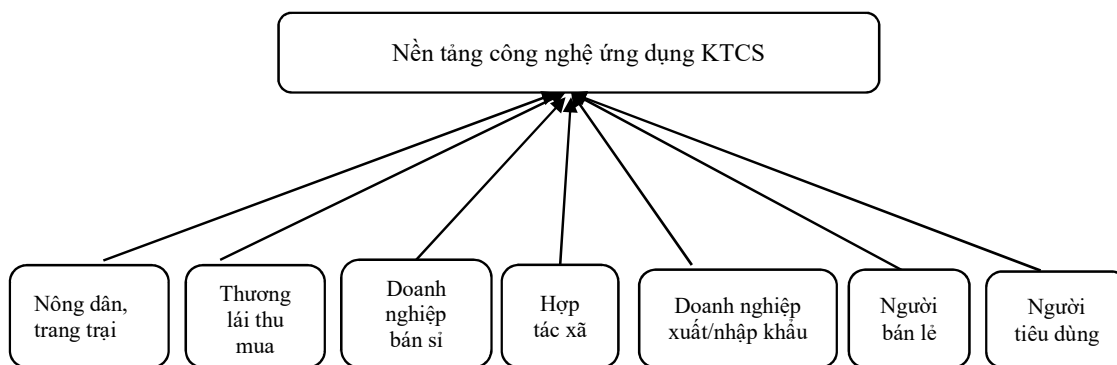 Nền tảng công nghệ ứng dụng KTCS
Nông dân,
trang trại
Thương
lái thu
mua
Doanh
nghiệp
bán sỉ
Hợp
tác xã
Doanh nghiệp
xuất/nhập khẩu
Người
bán lẻ
Người
tiêu dùng